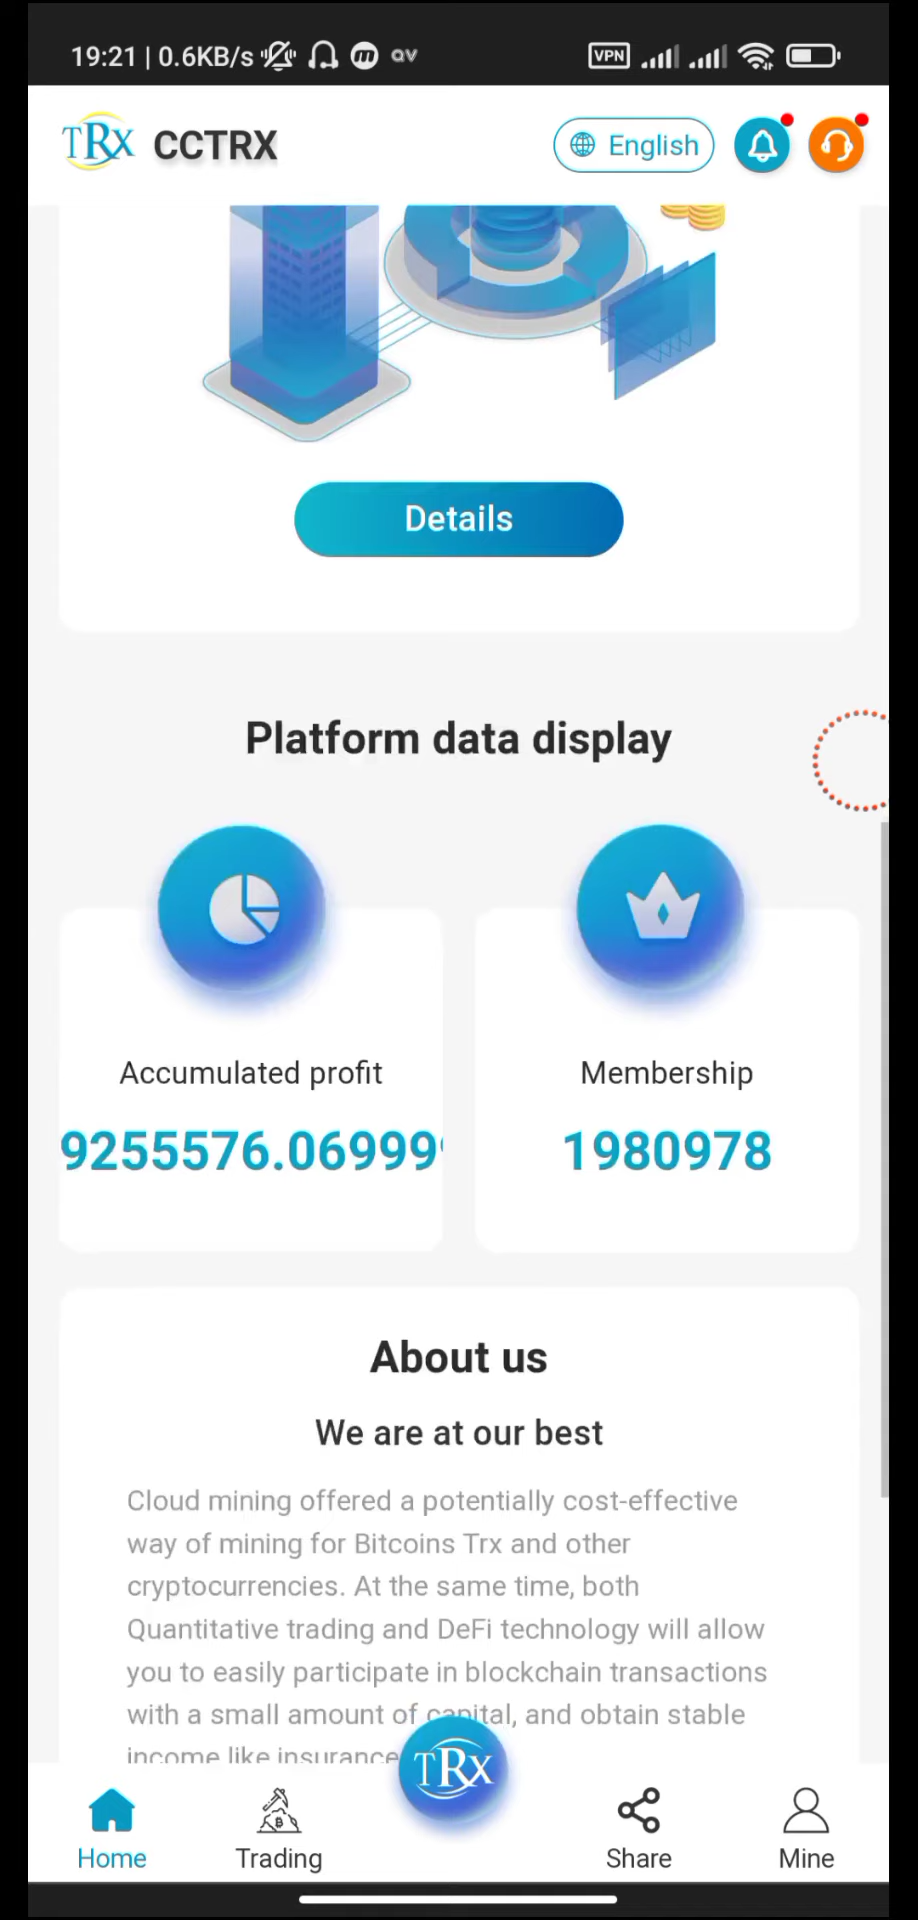 19:21 | 0.6KB/s
VPN
TRX CCTRX
English
Details
Platform data display
Accumulated profit
Membership
9255576.06999
1980978
About us
We are at our best
Cloud mining offered a potentially cost-effective
way of mining for Bitcoins Trx and other
cryptocurrencies. At the same time, both
Quantitative trading and DeFi technology will allow
you to easily participate in blockchain transactions
with a small amount of capital, and obtain stable
income like insurance
TRX
Home
Trading
Share
Mine